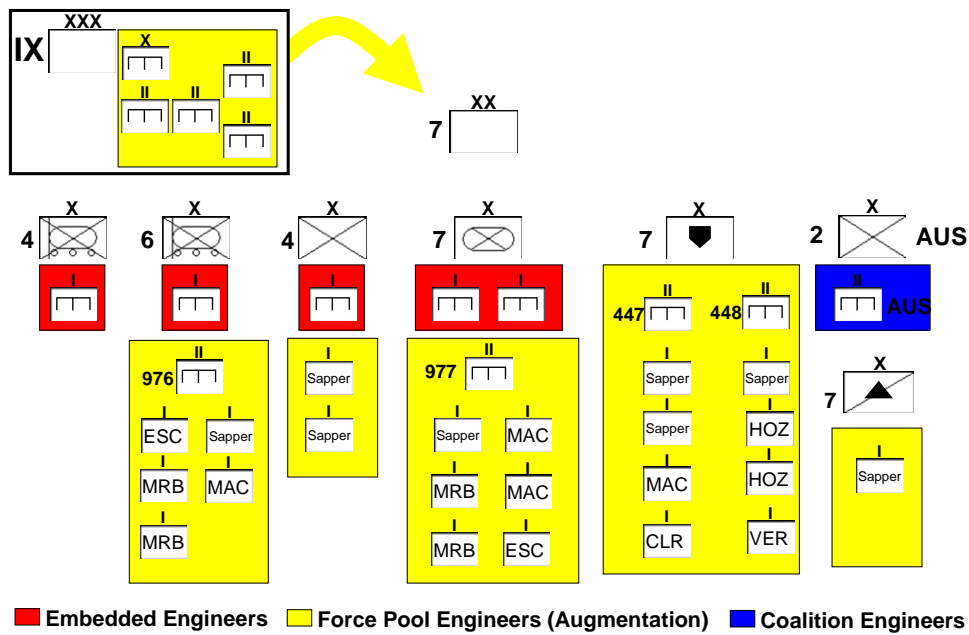 XXX
IX
X
II
II II
II
XX
7
X X X X X X
4 6 4 7 7 2 AUS
I I I I I II
AUS
II II
447 448
II II
976 977
I I I I
Sapper Sapper Sapper
X
7
I I I I I I I I
ESC Sapper Sapper Sapper MAC Sapper HOZ
I I I I I I I
MRB MAC MRB MAC MAC HOZ Sapper
I I I I I
MRB MRB ESC CLR VER
Embedded Engineers Force Pool Engineers (Augmentation) Coalition Engineers